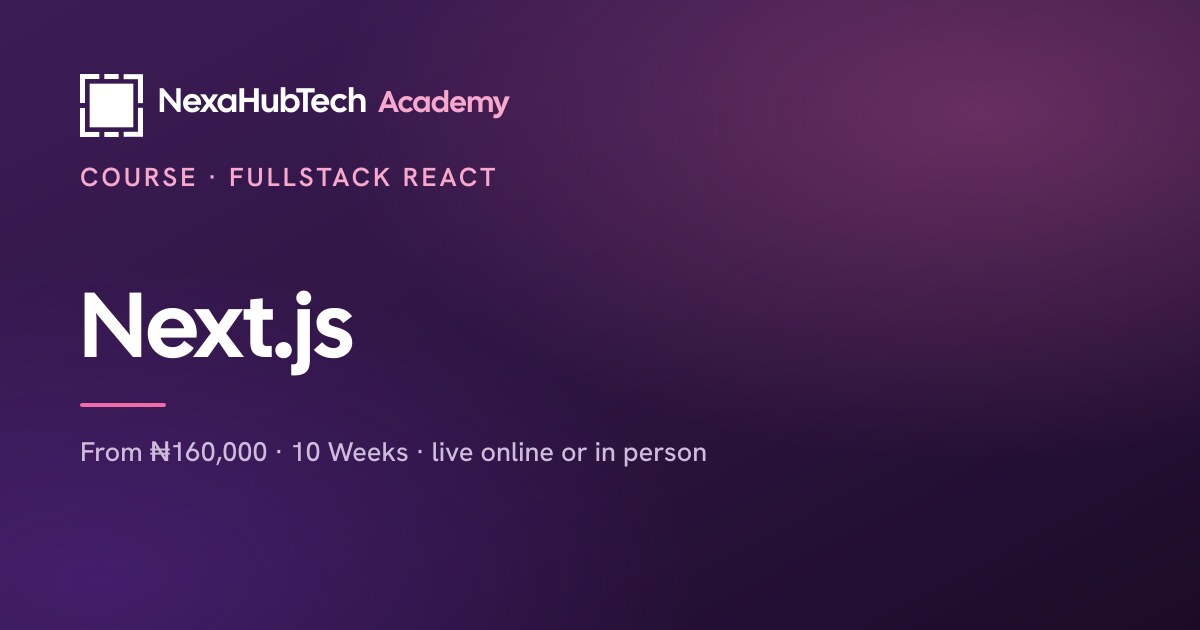 NexaHubTech Academy
COURSE · FULLSTACK REACT
Next.js
From ₦160,000 · 10 Weeks · live online or in person